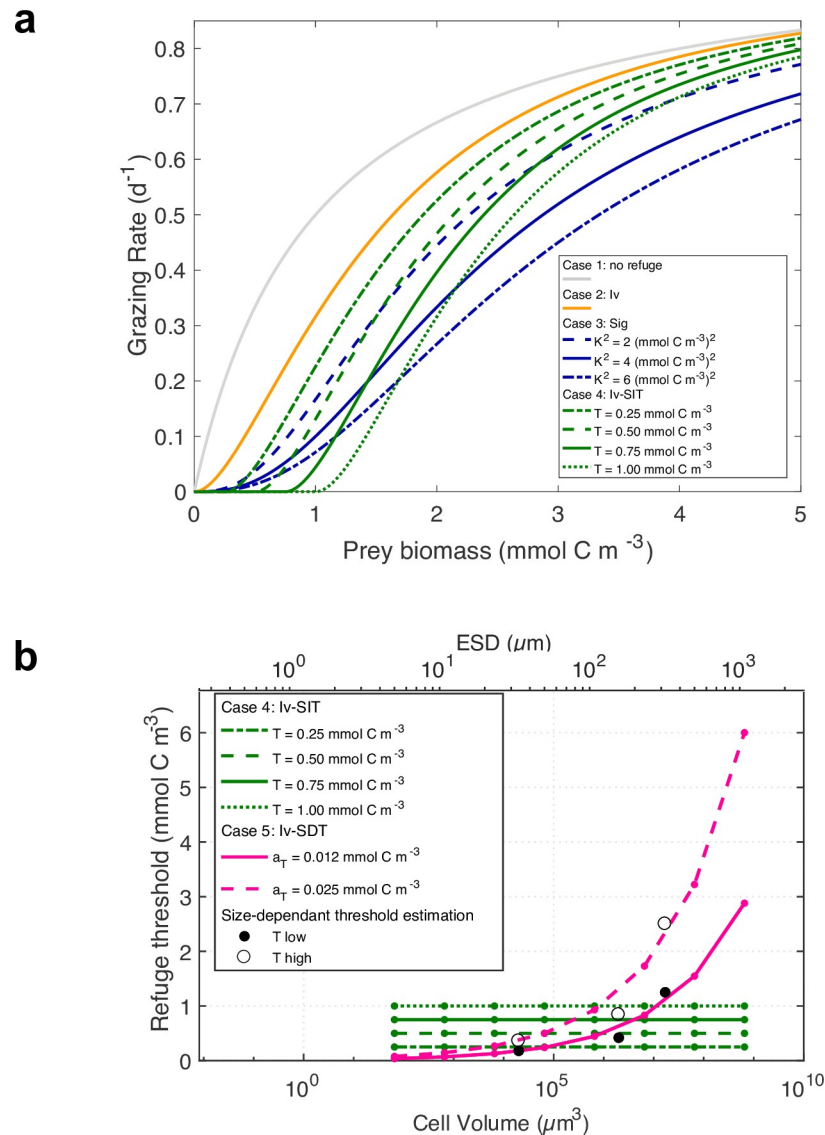 a
0.8
0.7
0.6
0.5
0.4
0.3
0.2
0.1
0
Grazing Rate (d⁻¹)
Case 1: no refuge
Case 2: Iv
Case 3: Sig
K² = 2 (mmol C m⁻³)²
K² = 4 (mmol C m⁻³)²
K² = 6 (mmol C m⁻³)²
Case 4: Iv-SIT
T = 0.25 mmol C m⁻³
T = 0.50 mmol C m⁻³
T = 0.75 mmol C m⁻³
T = 1.00 mmol C m⁻³
0 1 2 3 4 5
Prey biomass (mmol C m ⁻³)
b
ESD (μm)
10⁰ 10¹ 10² 10³
Refuge threshold (mmol C m⁻³)
6
5
4
3
2
1
0
Case 4: Iv-SIT
T = 0.25 mmol C m⁻³
T = 0.50 mmol C m⁻³
T = 0.75 mmol C m⁻³
T = 1.00 mmol C m⁻³
Case 5: Iv-SDT
a_T = 0.012 mmol C m⁻³
a_T = 0.025 mmol C m⁻³
Size-dependant threshold estimation
T low
T high
10⁰ 10⁵ 10¹⁰
Cell Volume (μm³)